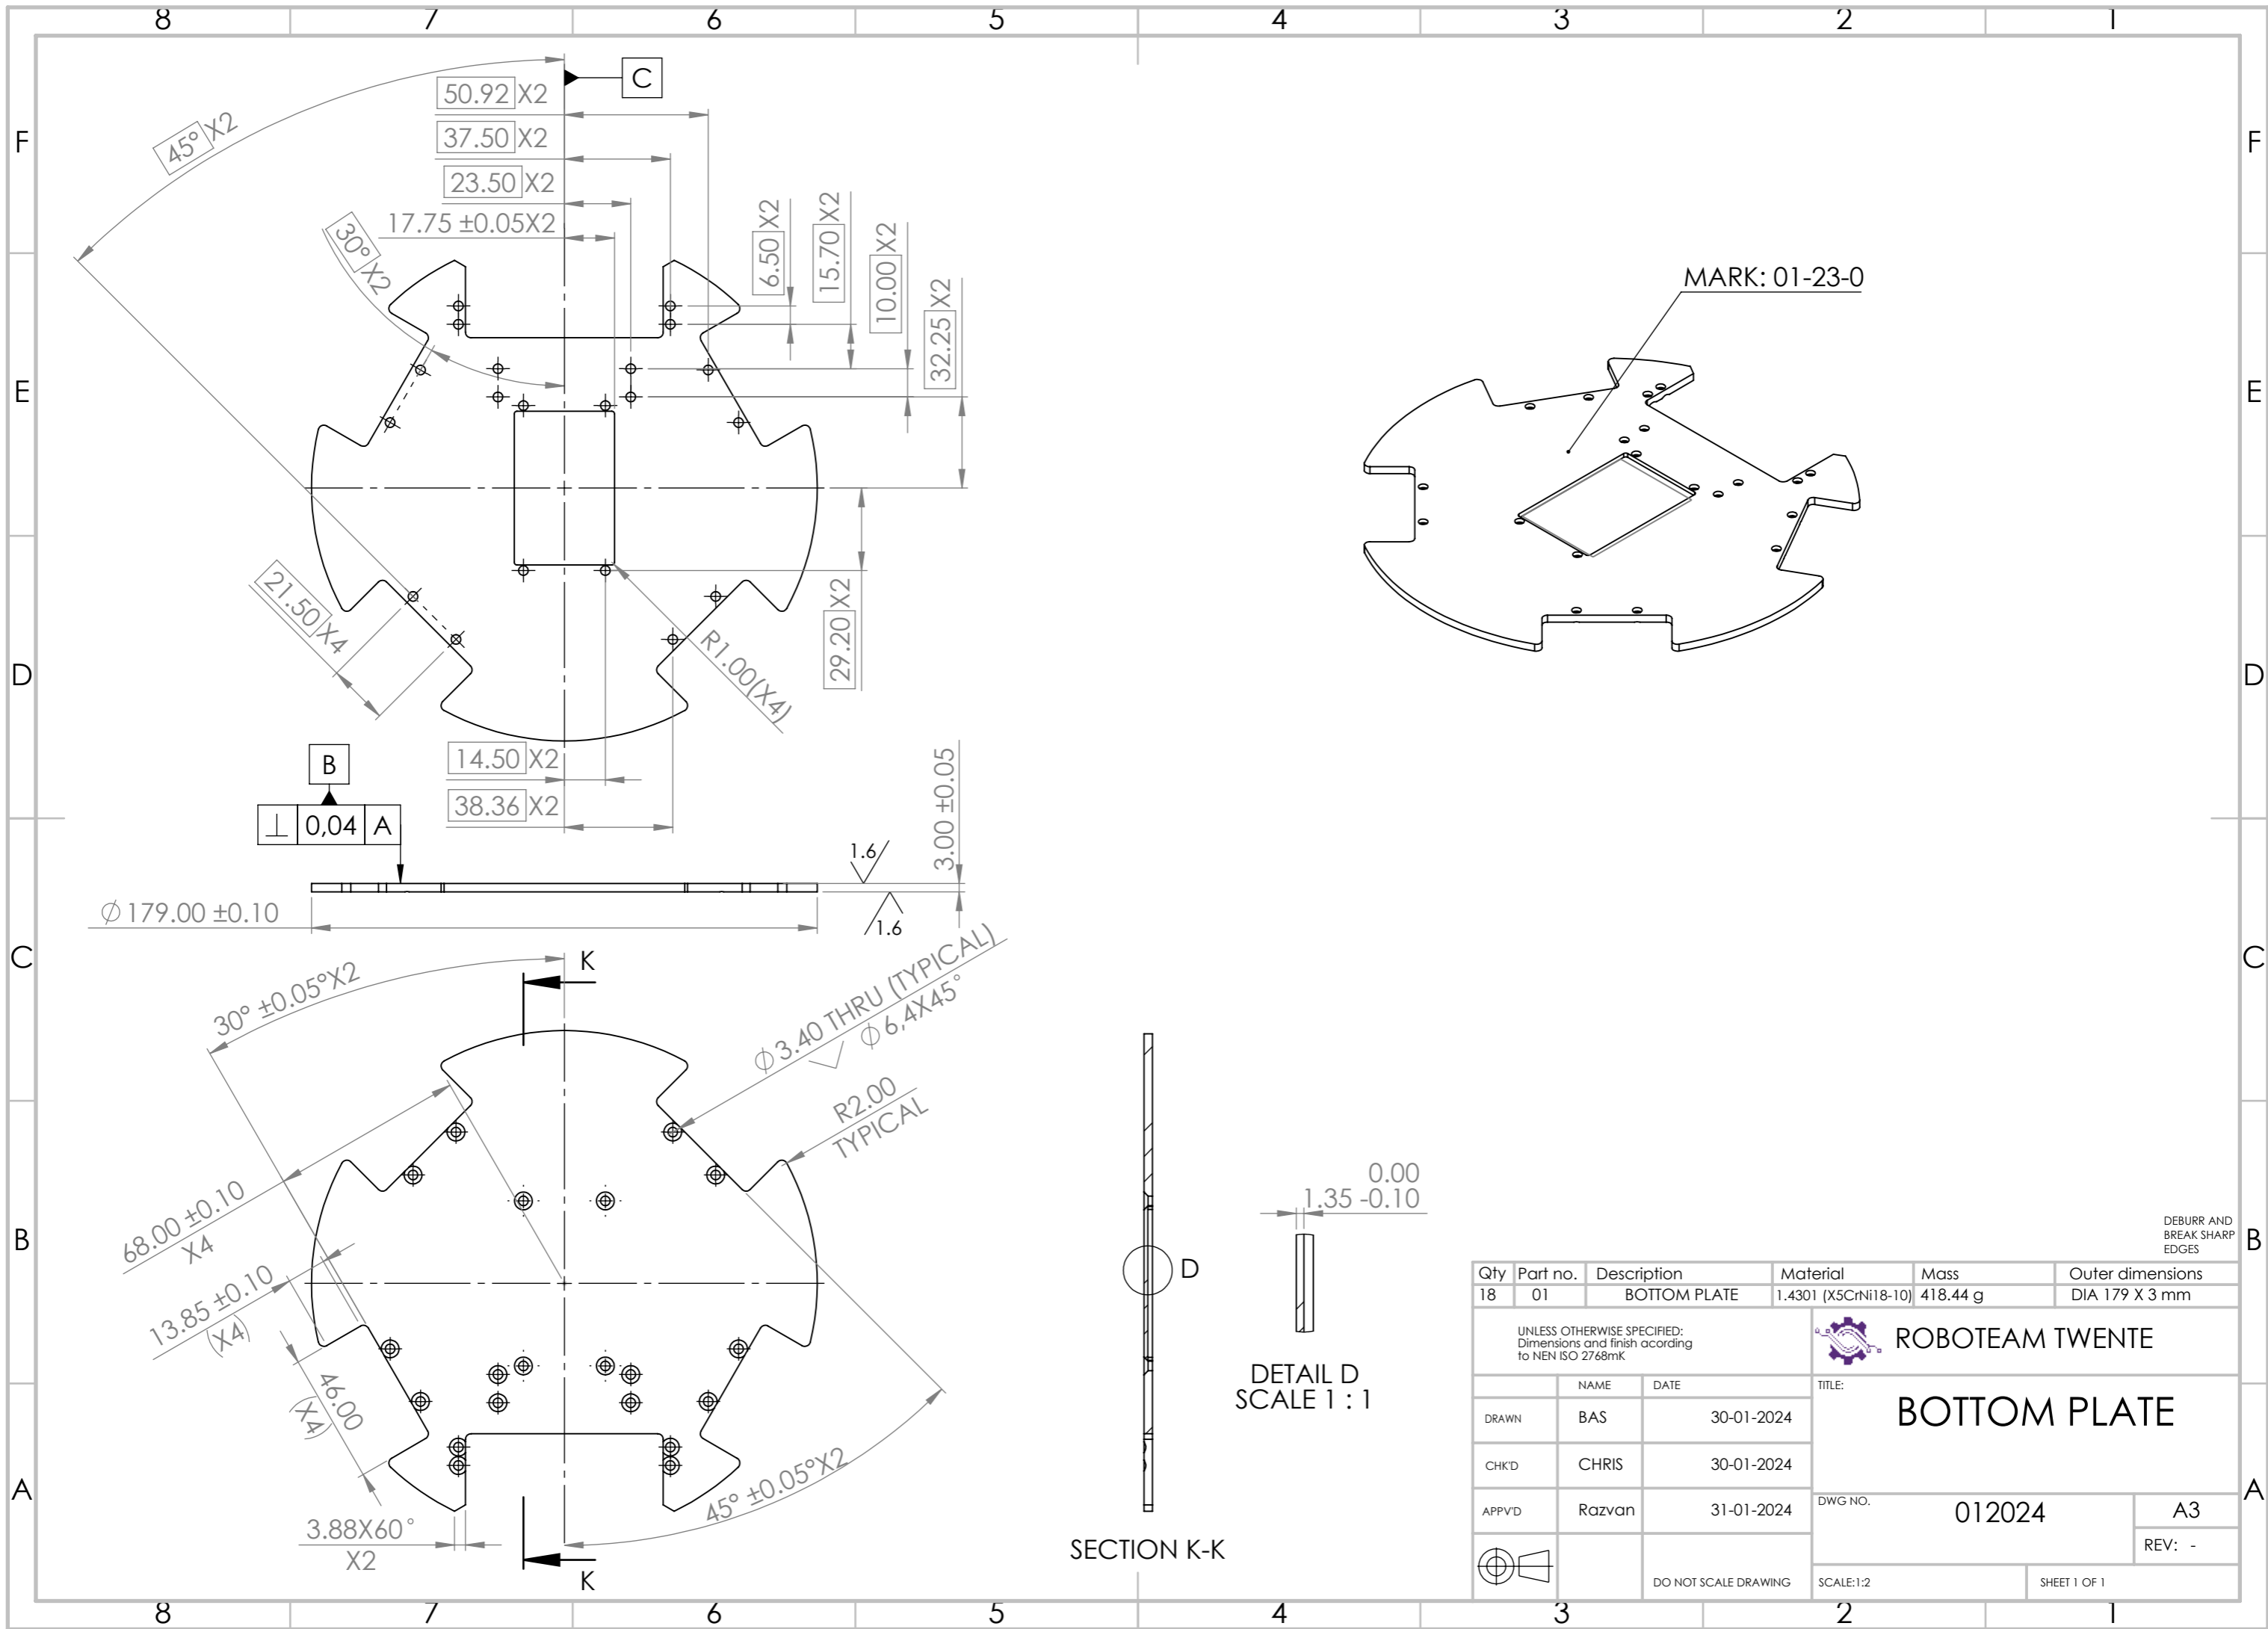 8 7 6 5 4 3 2 1
F
E
D
C
B
A
F
E
D
C
B
A
C
50.92 X2
37.50 X2
23.50 X2
17.75 ±0.05X2
45° X2
30° X2
6.50 X2
15.70 X2
10.00 X2
32.25 X2
29.20 X2
21.50 X4
R1.00(X4)
14.50 X2
38.36 X2
MARK: 01-23-0
B
⊥ 0,04 A
3.00 ±0.05
1.6
1.6
∅ 179.00 ±0.10
K
30° ±0.05°X2
∅ 3.40 THRU (TYPICAL)
∅ 6,4X45°
R2.00
TYPICAL
68.00 ±0.10
X4
13.85 ±0.10
(X4)
46.00
(X4)
3.88X60°
X2
45° ±0.05°X2
K
D
SECTION K-K
0.00
1.35 -0.10
DETAIL D
SCALE 1 : 1
DEBURR AND
BREAK SHARP
EDGES
Qty Part no. Description Material Mass Outer dimensions
18 01 BOTTOM PLATE 1.4301 (X5CrNi18-10) 418.44 g DIA 179 X 3 mm
UNLESS OTHERWISE SPECIFIED:
Dimensions and finish acording
to NEN ISO 2768mK
ROBOTEAM TWENTE
NAME DATE
DRAWN BAS 30-01-2024
CHK'D CHRIS 30-01-2024
APPV'D Razvan 31-01-2024
TITLE:
BOTTOM PLATE
DWG NO.
012024
A3
REV: -
DO NOT SCALE DRAWING
SCALE:1:2
SHEET 1 OF 1
8 7 6 5 4 3 2 1